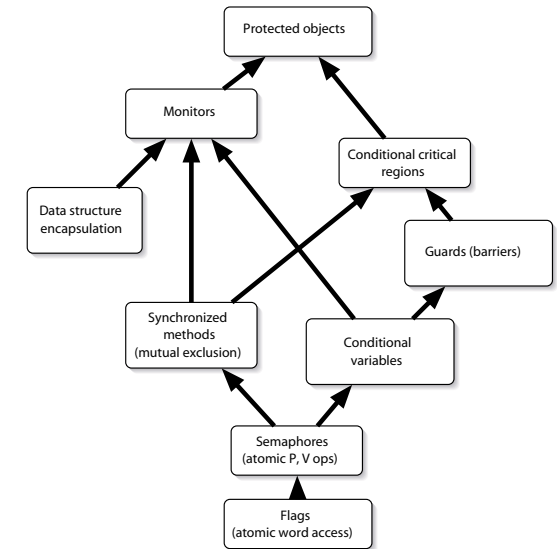 Protected objects
Monitors
Conditional critical
regions
Data structure
encapsulation
Guards (barriers)
Synchronized
methods
(mutual exclusion)
Conditional
variables
Semaphores
(atomic P, V ops)
Flags
(atomic word access)